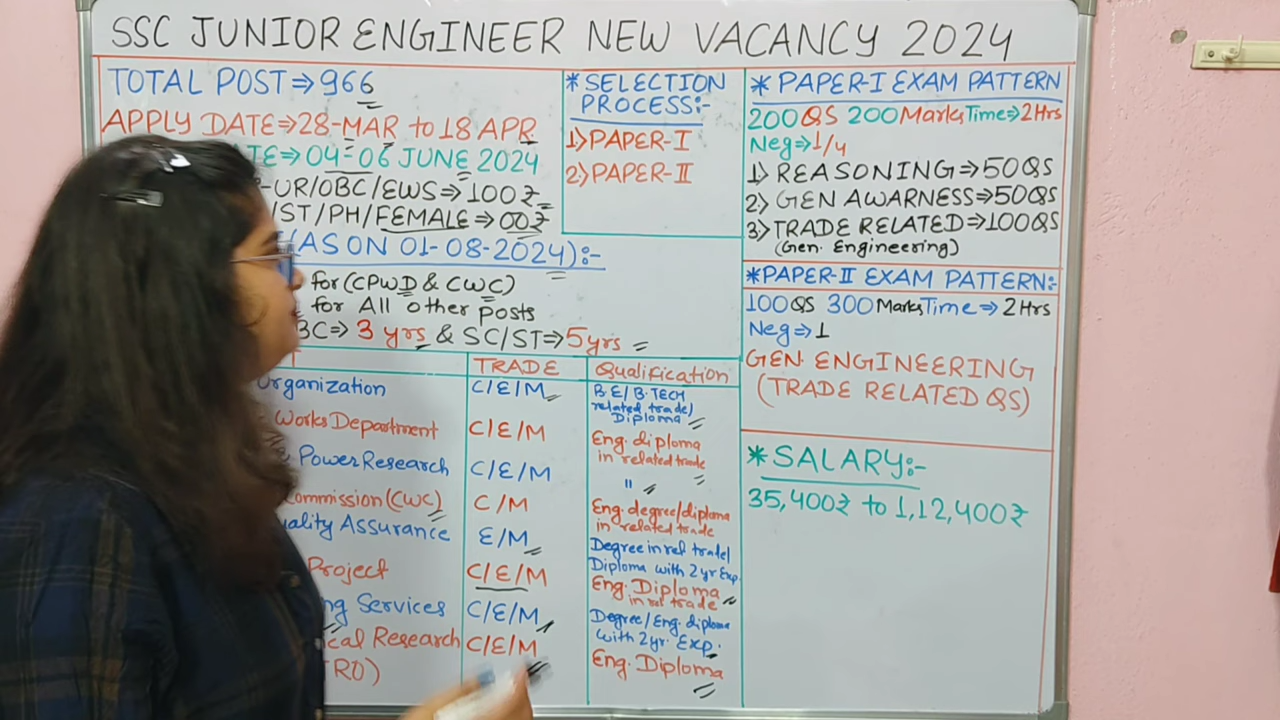 SSC JUNIOR ENGINEER NEW VACANCY 2024
TOTAL POST⇒966
APPLY DATE⇒28-MAR to 18 APR
TE⇒04-06 JUNE 2024
-UR/OBC/EWS⇒100₹
/ST/PH/FEMALE⇒00₹
(AS ON 01-08-2024):-
for (CPWD & CWC)
for All other posts
BC⇒ 3 yrs & SC/ST⇒5yrs
* SELECTION
PROCESS:-
1) PAPER-I
2) PAPER-II
TRADE Qualification
Organization C/E/M B.E/B.TECH
related trade/
Diploma
Works Department C/E/M Eng. diploma
in related trade
Power Research C/E/M "
Commission (CWC) C/M Eng. degree/diploma
in related trade
uality Assurance E/M Degree in rel trade/
Diploma with 2 yr Exp.
Project C/E/M Eng. Diploma
in rel trade
ng Services C/E/M Degree/Eng. diploma
with 2 yr. Exp.
cal Research C/E/M Eng. Diploma
TRO)
* PAPER-I EXAM PATTERN
200QS 200 Marks Time⇒2Hrs
Neg⇒1/4
1) REASONING⇒50QS
2) GEN AWARNESS⇒50QS
3) TRADE RELATED⇒100QS
(Gen. Engineering)
*PAPER-II EXAM PATTERN:-
100QS 300 Marks Time⇒2Hrs
Neg⇒1
GEN ENGINEERING
(TRADE RELATED QS)
* SALARY:-
35,400₹ to 1,12,400₹